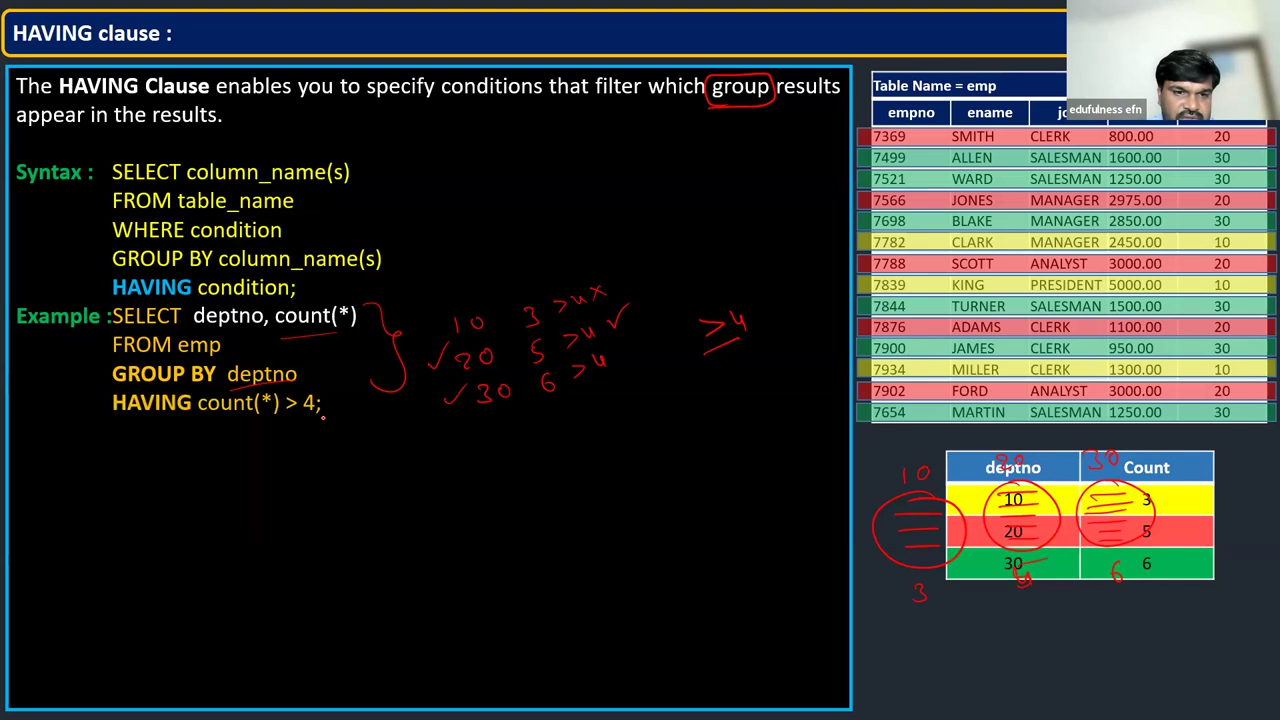 HAVING clause :
The HAVING Clause enables you to specify conditions that filter which group results
appear in the results.
Syntax : SELECT column_name(s)
FROM table_name
WHERE condition
GROUP BY column_name(s)
HAVING condition;
Example :SELECT deptno, count(*)
FROM emp
GROUP BY deptno
HAVING count(*) > 4;
10 3 >4 ×
✓20 5 >4 ✓
✓30 6 >4
>4
Table Name = emp
edufulness efn
empno ename
7369 SMITH CLERK 800.00 20
7499 ALLEN SALESMAN 1600.00 30
7521 WARD SALESMAN 1250.00 30
7566 JONES MANAGER 2975.00 20
7698 BLAKE MANAGER 2850.00 30
7782 CLARK MANAGER 2450.00 10
7788 SCOTT ANALYST 3000.00 20
7839 KING PRESIDENT 5000.00 10
7844 TURNER SALESMAN 1500.00 30
7876 ADAMS CLERK 1100.00 20
7900 JAMES CLERK 950.00 30
7934 MILLER CLERK 1300.00 10
7902 FORD ANALYST 3000.00 20
7654 MARTIN SALESMAN 1250.00 30
10 20 30
deptno Count
10 3
20 5
30 6
3 6